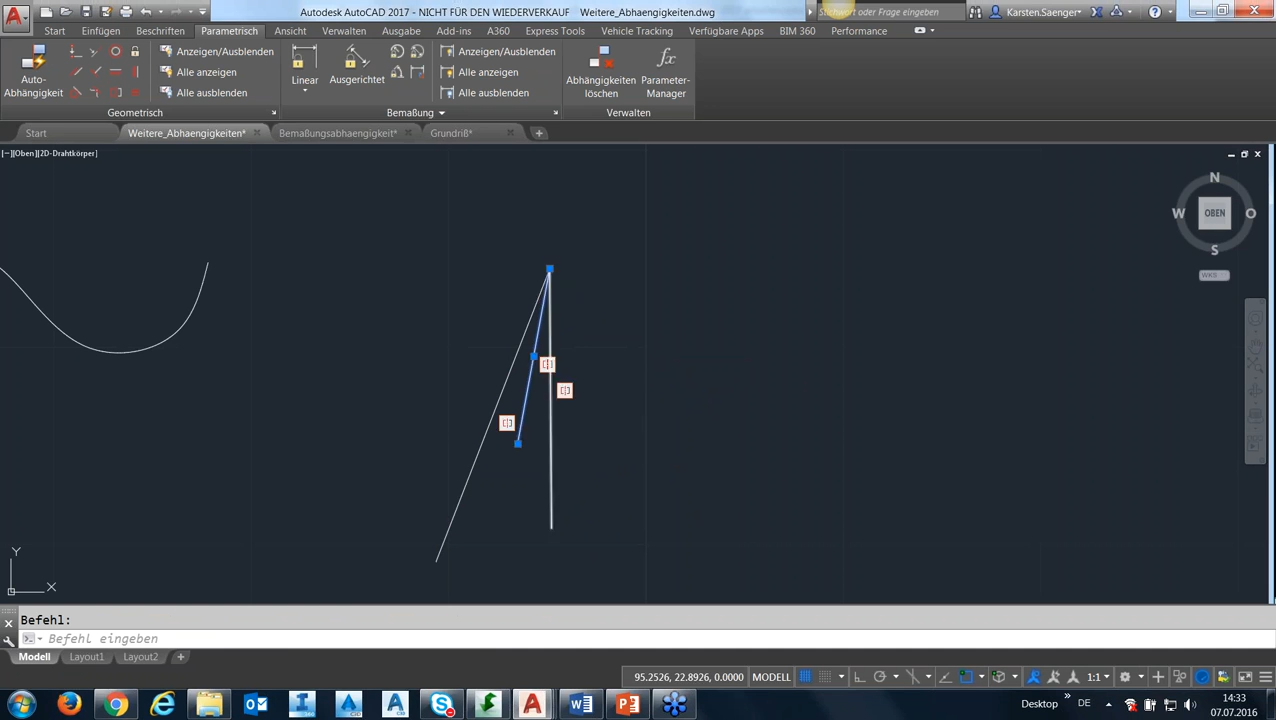 Autodesk AutoCAD 2017 - NICHT FÜR DEN WIEDERVERKAUF Weitere_Abhaengigkeiten.dwg
Stichwort oder Frage eingeben
Karsten.Saenger
Start Einfügen Beschriften Parametrisch Ansicht Verwalten Ausgabe Add-ins A360 Express Tools Vehicle Tracking Verfügbare Apps BIM 360 Performance
Auto-
Abhängigkeit
Anzeigen/Ausblenden
Alle anzeigen
Alle ausblenden
Linear
Ausgerichtet
Anzeigen/Ausblenden
Alle anzeigen
Alle ausblenden
Abhängigkeiten
löschen
Parameter-
Manager
Geometrisch
Bemaßung
Verwalten
Start Weitere_Abhaengigkeiten* Bemaßungsabhaengigkeit* Grundriß*
[−][Oben][2D-Drahtkörper]
N
W OBEN O
S
WKS
Y
X
Befehl:
Befehl eingeben
Modell Layout1 Layout2
95.2526, 22.8926, 0.0000 MODELL 1:1
Desktop DE 14:33
07.07.2016